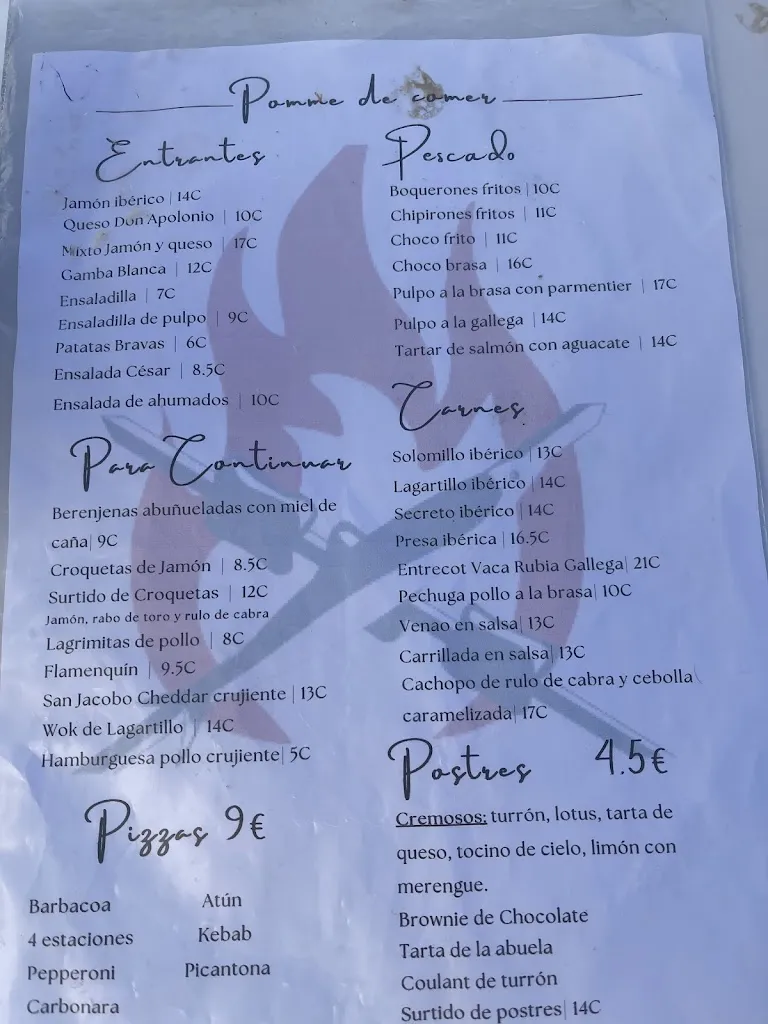 Pomme de comer
Entrantes
Jamón ibérico | 14C
Queso Don Apolonio | 10C
Mixto Jamón y queso | 17C
Gamba Blanca | 12C
Ensaladilla | 7C
Ensaladilla de pulpo | 9C
Patatas Bravas | 6C
Ensalada César | 8.5C
Ensalada de ahumados | 10C
Para Continuar
Berenjenas abuñueladas con miel de
caña| 9C
Croquetas de Jamón | 8.5C
Surtido de Croquetas | 12C
Jamón, rabo de toro y rulo de cabra
Lagrimitas de pollo | 8C
Flamenquín | 9.5C
San Jacobo Cheddar crujiente | 13C
Wok de Lagartillo | 14C
Hamburguesa pollo crujiente| 5C
Pizzas 9€
Barbacoa
4 estaciones
Pepperoni
Carbonara
Atún
Kebab
Picantona
Pescado
Boquerones fritos | 10C
Chipirones fritos | 11C
Choco frito | 11C
Choco brasa | 16C
Pulpo a la brasa con parmentier | 17C
Pulpo a la gallega | 14C
Tartar de salmón con aguacate | 14C
Carnes
Solomillo ibérico | 13C
Lagartillo ibérico | 14C
Secreto ibérico | 14C
Presa ibérica | 16.5C
Entrecot Vaca Rubia Gallega| 21C
Pechuga pollo a la brasa| 10C
Venao en salsa| 13C
Carrillada en salsa| 13C
Cachopo de rulo de cabra y cebolla
caramelizada| 17C
Postres 4.5€
Cremosos: turrón, lotus, tarta de
queso, tocino de cielo, limón con
merengue.
Brownie de Chocolate
Tarta de la abuela
Coulant de turrón
Surtido de postres| 14C